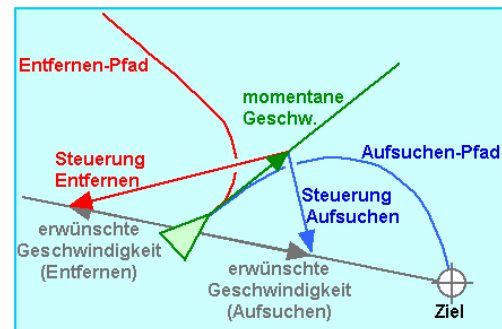 Entfernen-Pfad
momentane
Geschw.
Aufsuchen-Pfad
Steuerung
Entfernen
Steuerung
Aufsuchen
erwünschte
Geschwindigkeit
(Entfernen)
erwünschte
Geschwindigkeit
(Aufsuchen)
Ziel